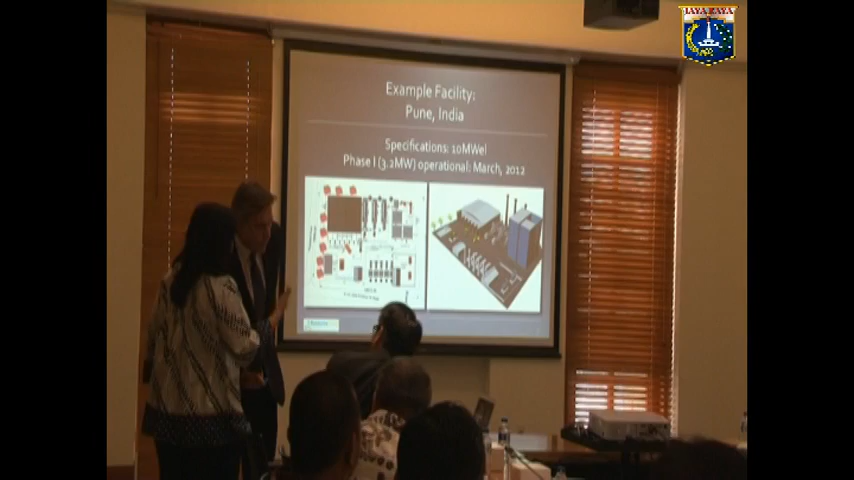 JAYA RAYA
Example Facility:
Pune, India
Specifications: 10MWel
Phase I (3.2MW) operational: March, 2012